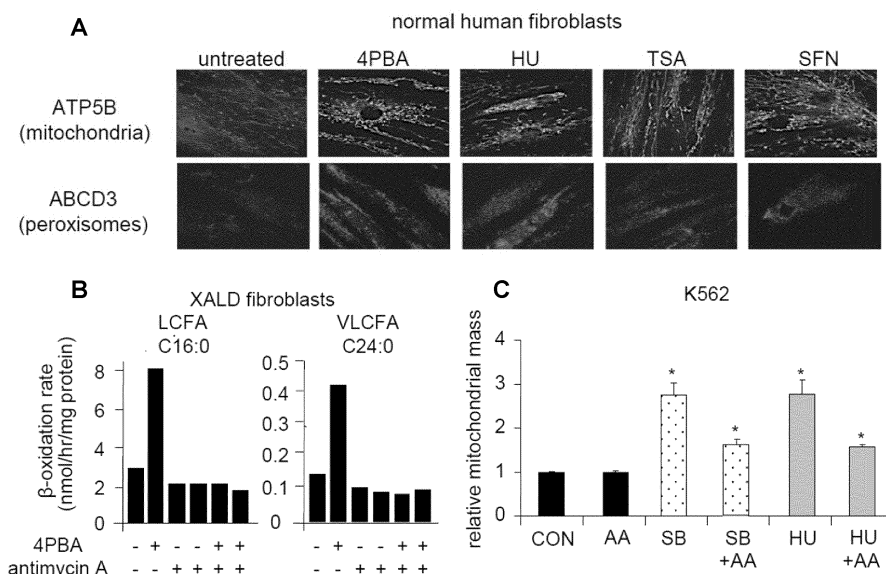 A
normal human fibroblasts
untreated 4PBA HU TSA SFN
ATP5B
(mitochondria)
ABCD3
(peroxisomes)
B
XALD fibroblasts
LCFA
C16:0
VLCFA
C24:0
β-oxidation rate
(nmol/hr/mg protein)
8
6
4
2
0
0.5
0.4
0.3
0.2
0.1
0
4PBA - + - - + + - + - - + +
antimycin A - - + + + + - - + + + +
C
K562
relative mitochondrial mass
4
3
2
1
0
* * * *
CON AA SB SB HU HU
+AA +AA